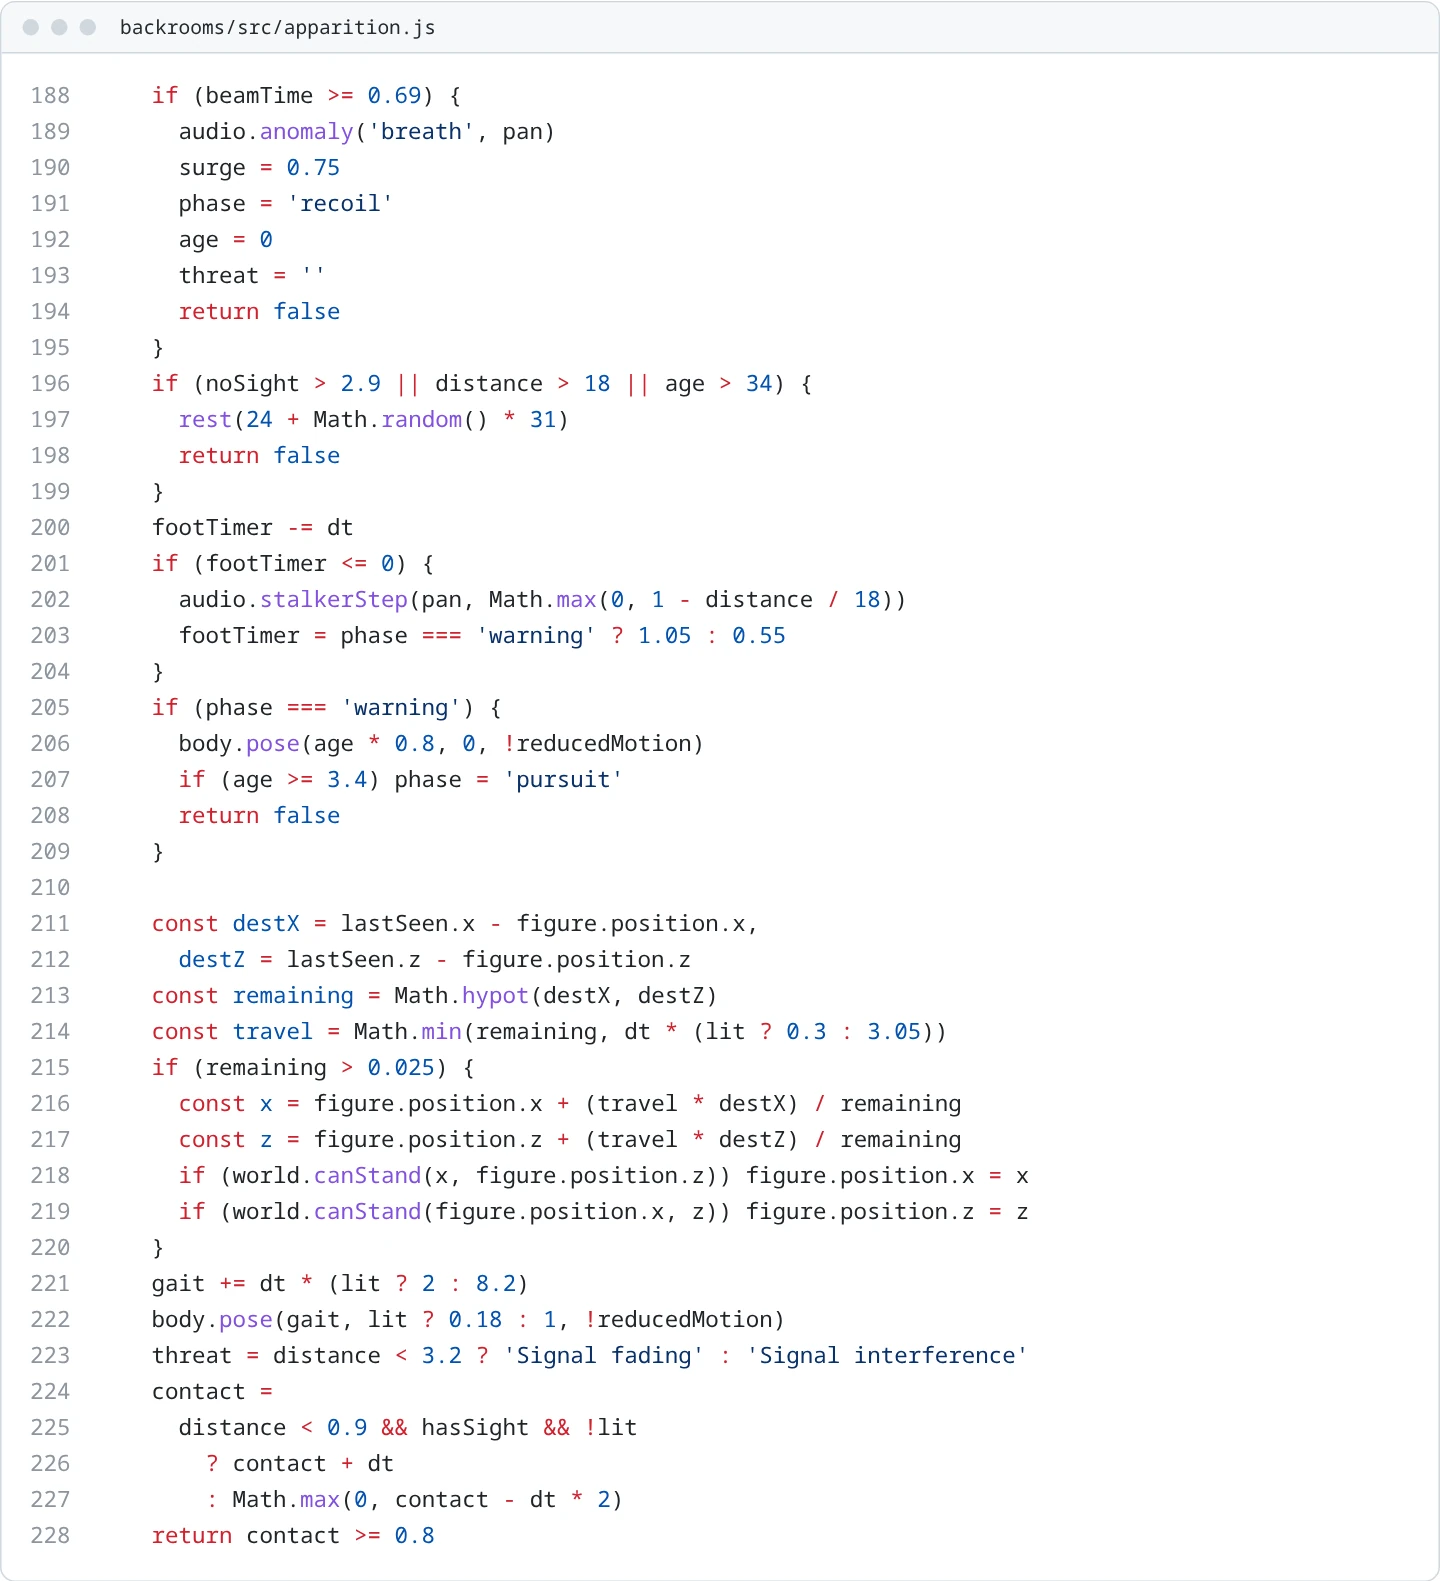 backrooms/src/apparition.js
188 if (beamTime >= 0.69) {
189 audio.anomaly('breath', pan)
190 surge = 0.75
191 phase = 'recoil'
192 age = 0
193 threat = ''
194 return false
195 }
196 if (noSight > 2.9 || distance > 18 || age > 34) {
197 rest(24 + Math.random() * 31)
198 return false
199 }
200 footTimer -= dt
201 if (footTimer <= 0) {
202 audio.stalkerStep(pan, Math.max(0, 1 - distance / 18))
203 footTimer = phase === 'warning' ? 1.05 : 0.55
204 }
205 if (phase === 'warning') {
206 body.pose(age * 0.8, 0, !reducedMotion)
207 if (age >= 3.4) phase = 'pursuit'
208 return false
209 }
210
211 const destX = lastSeen.x - figure.position.x,
212 destZ = lastSeen.z - figure.position.z
213 const remaining = Math.hypot(destX, destZ)
214 const travel = Math.min(remaining, dt * (lit ? 0.3 : 3.05))
215 if (remaining > 0.025) {
216 const x = figure.position.x + (travel * destX) / remaining
217 const z = figure.position.z + (travel * destZ) / remaining
218 if (world.canStand(x, figure.position.z)) figure.position.x = x
219 if (world.canStand(figure.position.x, z)) figure.position.z = z
220 }
221 gait += dt * (lit ? 2 : 8.2)
222 body.pose(gait, lit ? 0.18 : 1, !reducedMotion)
223 threat = distance < 3.2 ? 'Signal fading' : 'Signal interference'
224 contact =
225 distance < 0.9 && hasSight && !lit
226 ? contact + dt
227 : Math.max(0, contact - dt * 2)
228 return contact >= 0.8